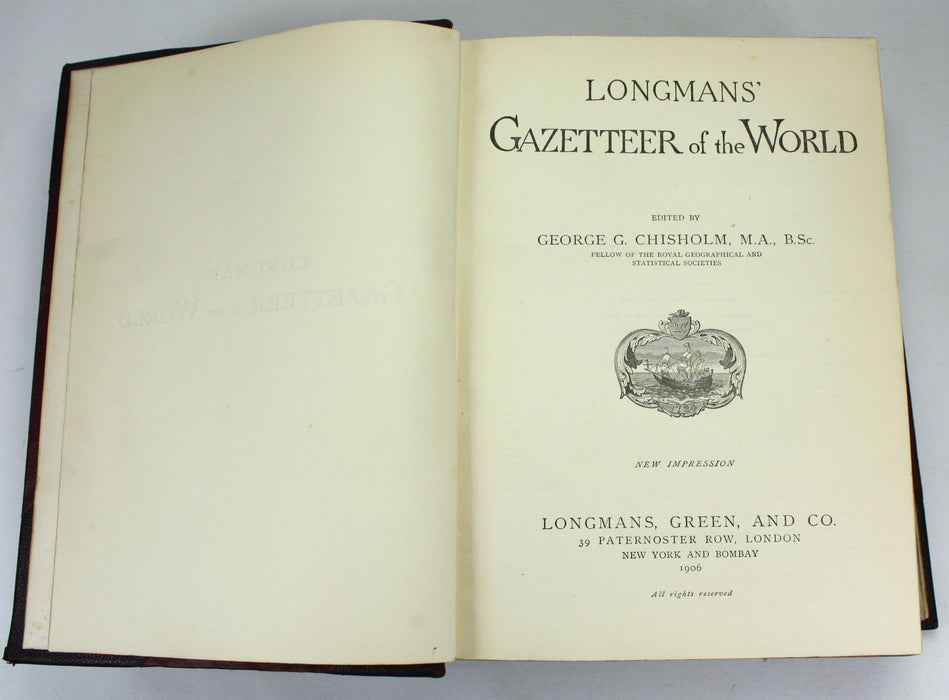 LONGMANS'
GAZETTEER of the WORLD
EDITED BY
GEORGE G. CHISHOLM, M.A., B.Sc.
FELLOW OF THE ROYAL GEOGRAPHICAL AND
STATISTICAL SOCIETIES
1724
NEW IMPRESSION
LONGMANS, GREEN, AND CO.
39 PATERNOSTER ROW, LONDON
NEW YORK AND BOMBAY
1906
All rights reserved